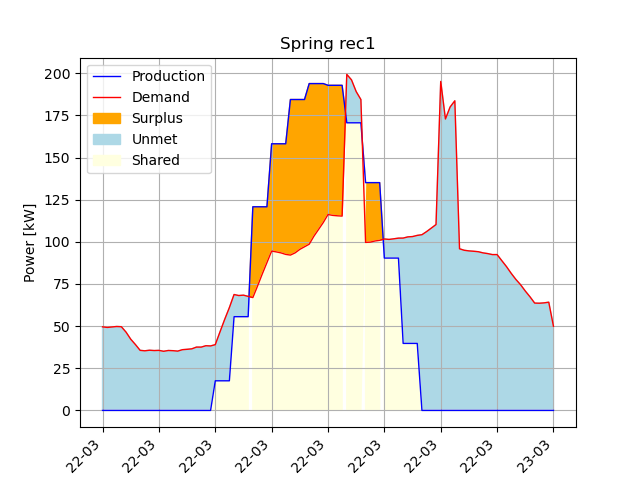 Spring rec1
Production
Demand
Surplus
Unmet
Shared
Power [kW]
200
175
150
125
100
75
50
25
0
22-03
22-03
22-03
22-03
22-03
22-03
22-03
22-03
23-03